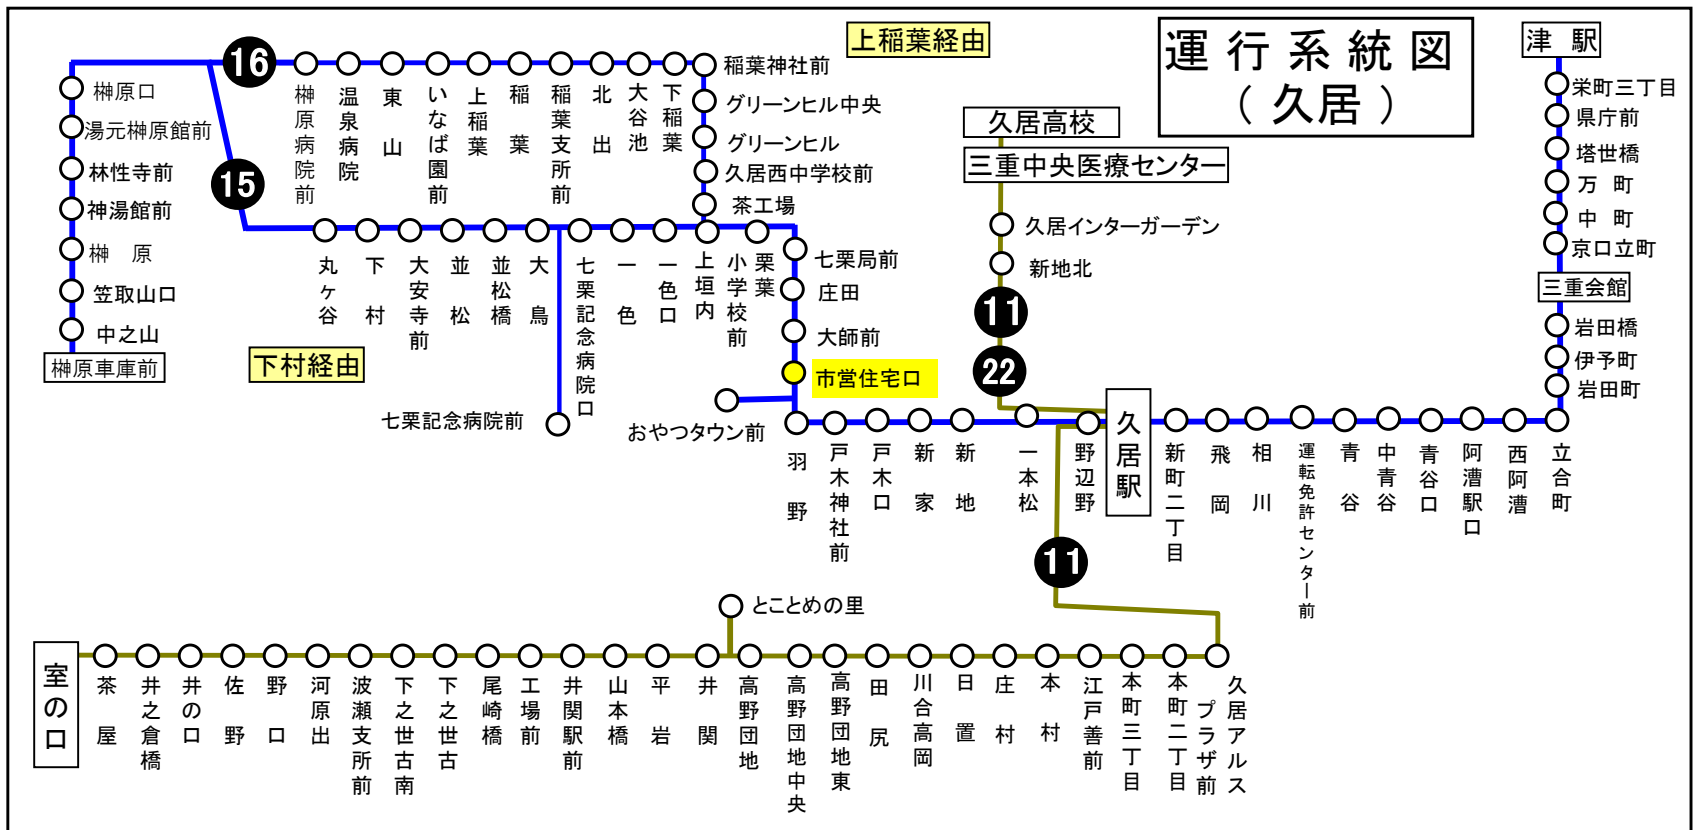 運行系統図
（久居）
上稲葉経由
16
榊原病院前
温泉病院
東山
いなば園前
上稲葉
稲葉
稲葉支所前
北出
大谷池
下稲葉
稲葉神社前
グリーンヒル中央
グリーンヒル
久居西中学校前
茶工場
榊原口
湯元榊原館前
林性寺前
神湯館前
榊原
笠取山口
中之山
榊原車庫前
15
下村経由
丸ヶ谷
下村
大安寺前
並松
並松橋
大鳥
七栗記念病院口
一色
一色口
上垣内
栗葉
小学校前
七栗記念病院前
七栗局前
庄田
大師前
市営住宅口
おやつタウン前
羽野
戸木神社前
戸木口
新家
新地
一本松
野辺野
久居駅
久居高校
三重中央医療センター
久居インターガーデン
新地北
11
22
津駅
栄町三丁目
県庁前
塔世橋
万町
中町
京口立町
三重会館
岩田橋
伊予町
岩田町
新町二丁目
飛岡
相川
運転免許センター前
青谷
中青谷
青谷口
阿漕駅口
西阿漕
立合町
11
とことめの里
室の口
茶屋
井之倉橋
井の口
佐野
野口
河原出
波瀬支所前
下之世古南
下之世古
尾崎橋
工場前
井関駅前
山本橋
平岩
井関
高野団地
高野団地中央
高野団地東
田尻
川合高岡
日置
庄村
本村
江戸善前
本町三丁目
本町二丁目
久居アルス
プラザ前